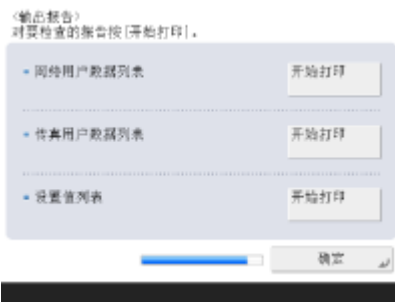 <输出报告>
对要检查的报告按[开始打印]。
网络用户数据列表
开始打印
传真用户数据列表
开始打印
设置值列表
开始打印
确定